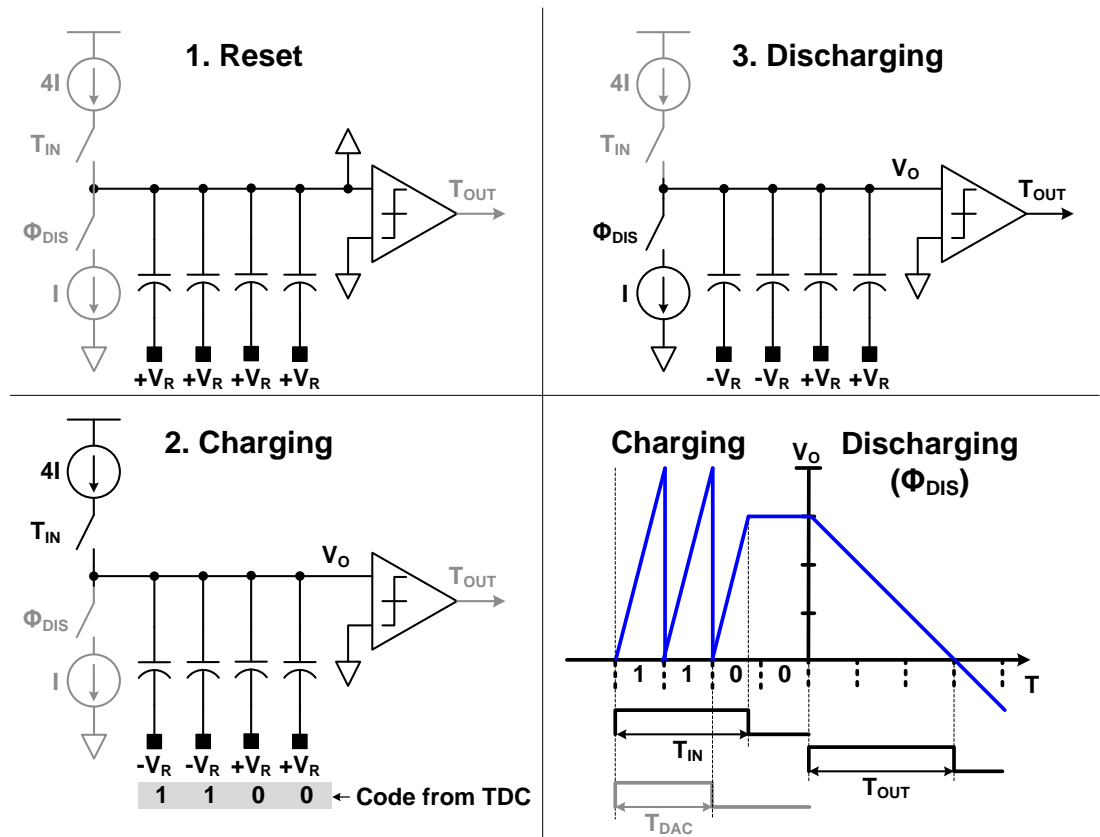 1. Reset
4I
T_IN
Φ_DIS
I
T_OUT
+V_R +V_R +V_R +V_R
3. Discharging
4I
T_IN
V_O
T_OUT
Φ_DIS
I
-V_R -V_R +V_R +V_R
2. Charging
4I
T_IN
V_O
T_OUT
Φ_DIS
I
-V_R -V_R +V_R +V_R
1 1 0 0 Code from TDC
Charging
V_O
Discharging
(Φ_DIS)
1 1 0 0
T
T_IN
T_OUT
T_DAC